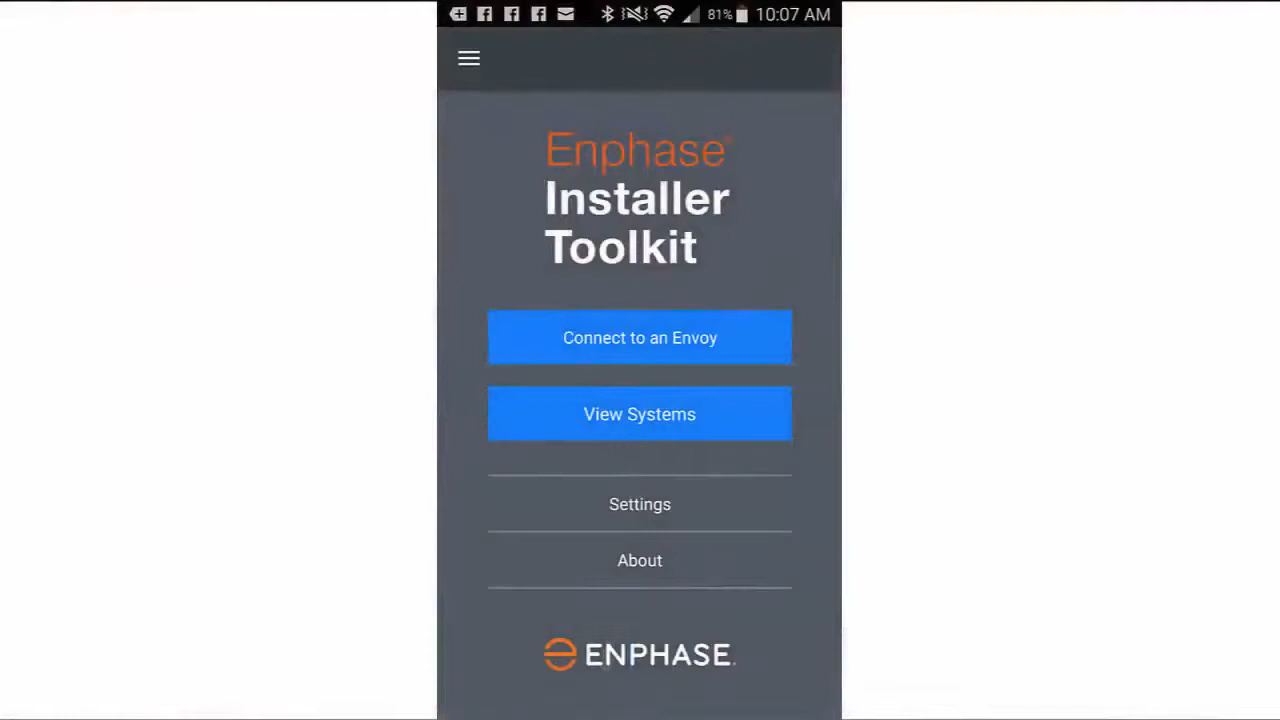 81% 10:07 AM
Enphase®
Installer
Toolkit
Connect to an Envoy
View Systems
Settings
About
ENPHASE